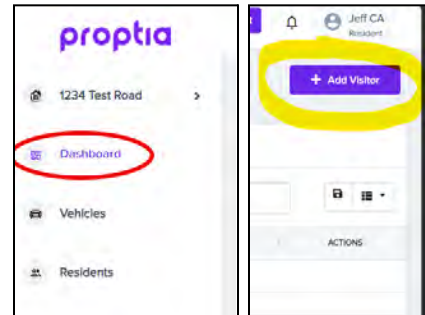 proptia
1234 Test Road
Dashboard
Vehicles
Residents
Jeff CA
Resident
+ Add Visitor
ACTIONS